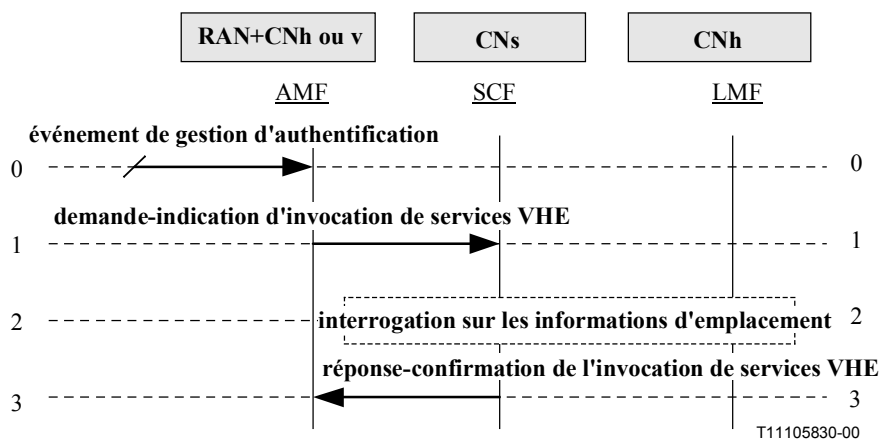 RAN+CNh ou v CNs CNh
AMF SCF LMF
événement de gestion d'authentification
0 0
demande-indication d'invocation de services VHE
1 1
2 interrogation sur les informations d'emplacement 2
réponse-confirmation de l'invocation de services VHE
3 3
T11105830-00